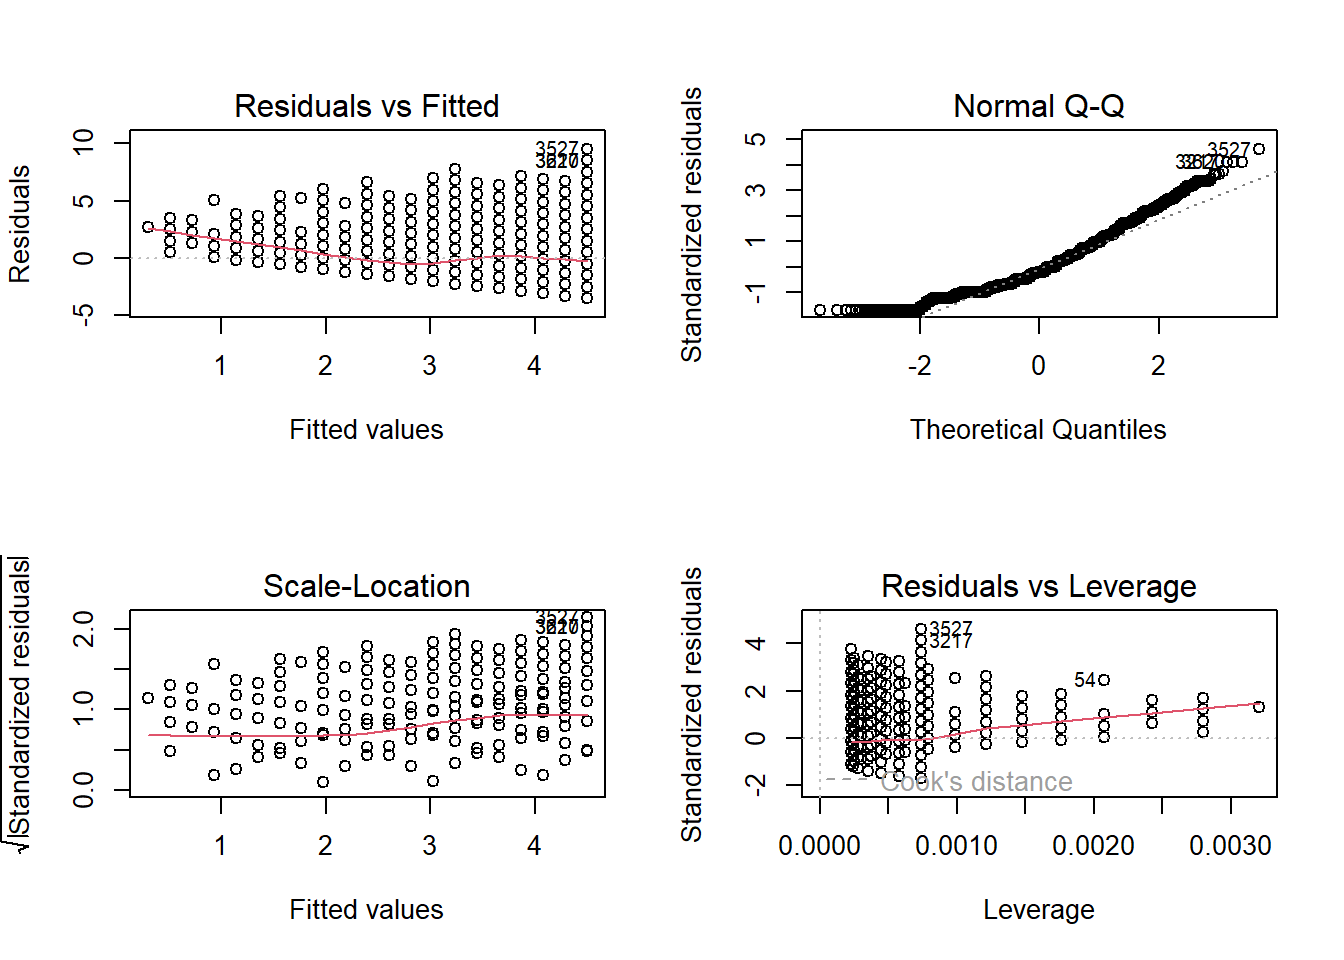 Residuals vs Fitted
Residuals
10
5
0
-5
3527
1 2 3 4
Fitted values
Normal Q-Q
Standardized residuals
5
3
1
-1
3527
-2 0 2
Theoretical Quantiles
Scale-Location
√|Standardized residuals|
2.0
1.0
0.0
3527
1 2 3 4
Fitted values
Residuals vs Leverage
Standardized residuals
4
2
0
-2
3527
3217
54
Cook's distance
0.0000 0.0010 0.0020 0.0030
Leverage